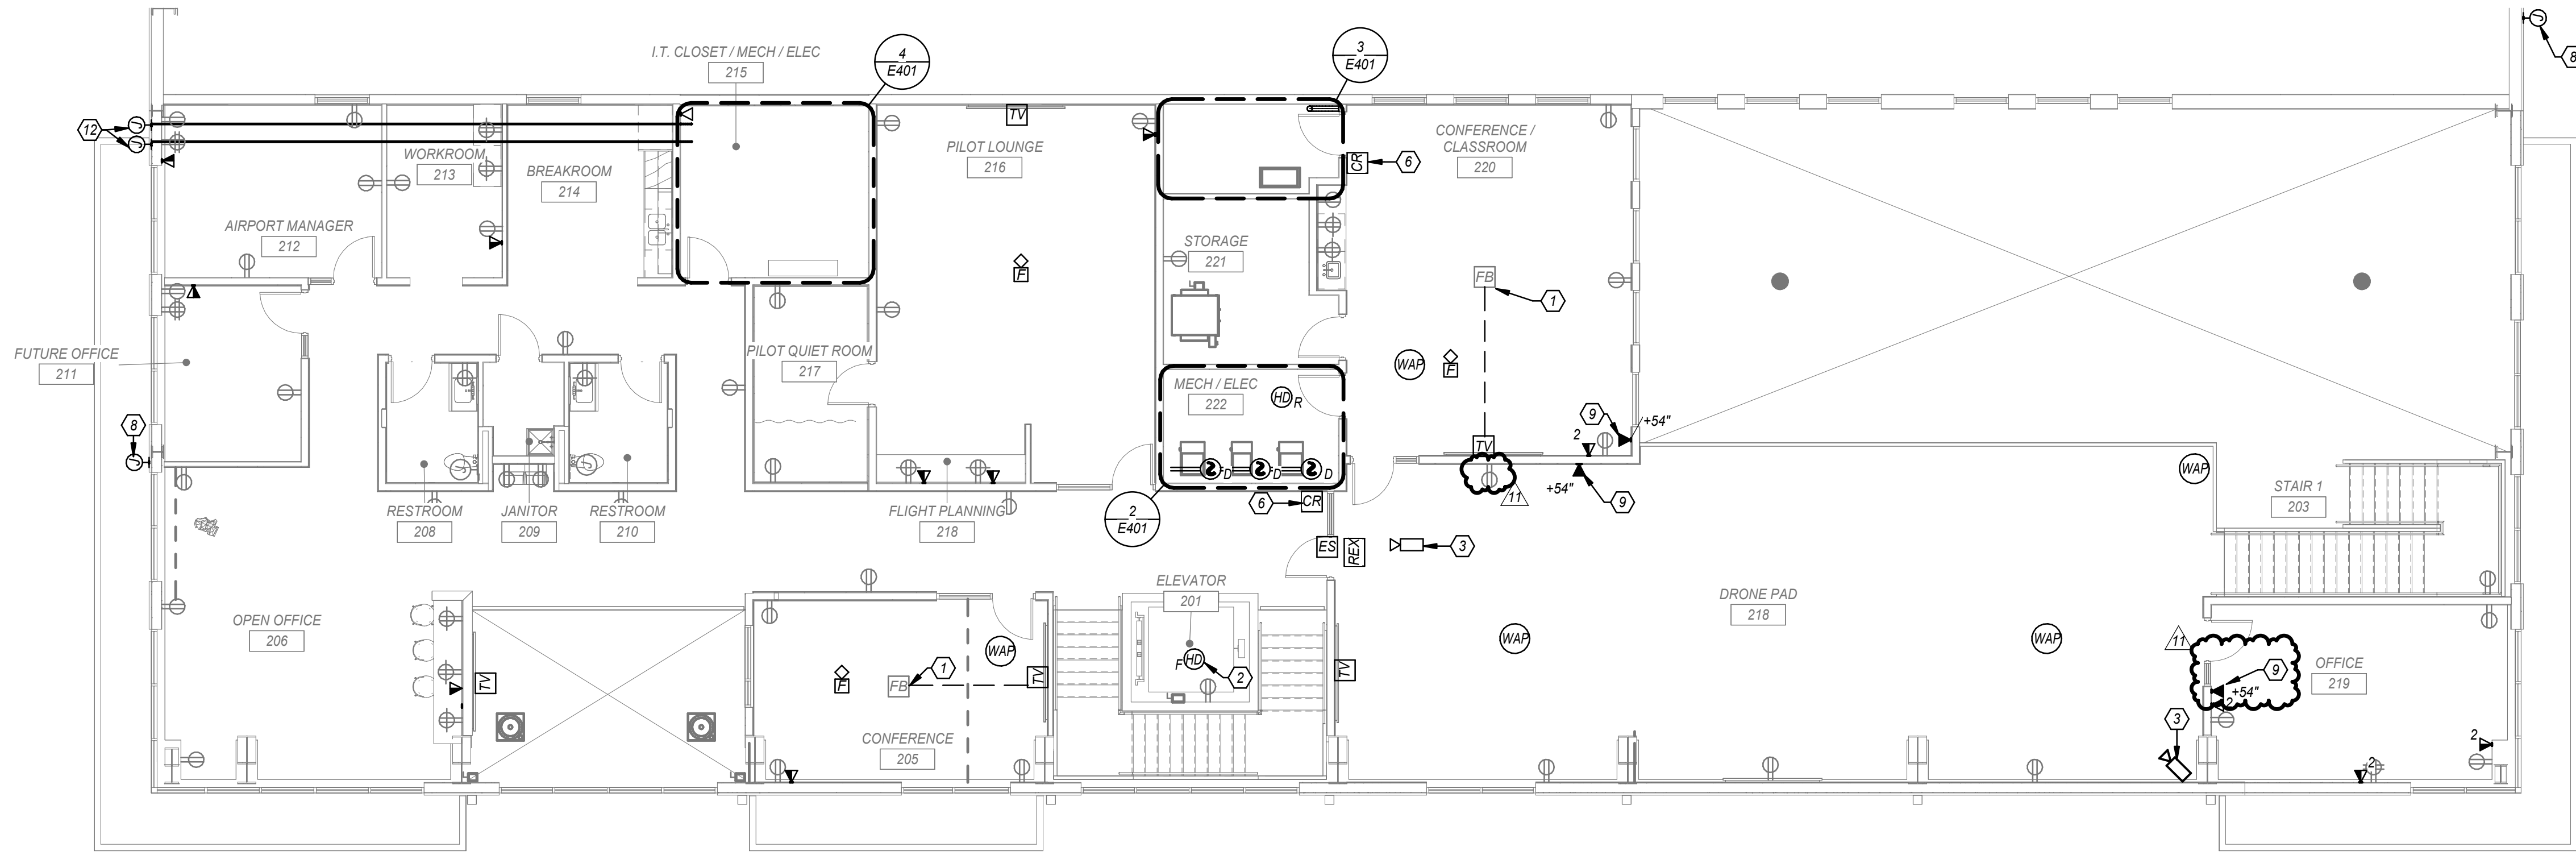 I.T. CLOSET / MECH / ELEC
215
4
E401
3
E401
J
8
12
J
J
TV
WORKROOM
213
BREAKROOM
214
PILOT LOUNGE
216
CONFERENCE /
CLASSROOM
220
CR
6
AIRPORT MANAGER
212
STORAGE
221
F
FB
1
FUTURE OFFICE
211
PILOT QUIET ROOM
217
WAP
F
MECH / ELEC
222
HD
R
8
J
9
+54"
2
TV
D
D
D
J
J
WAP
+54"
9
11
6
CR
STAIR 1
203
RESTROOM
208
JANITOR
209
RESTROOM
210
FLIGHT PLANNING
218
2
E401
ES
REX
3
ELEVATOR
201
DRONE PAD
218
OPEN OFFICE
206
WAP
WAP
WAP
11
F
HD
2
1
FB
F
TV
TV
TV
9
+54"
2
OFFICE
219
3
CONFERENCE
205
2
2